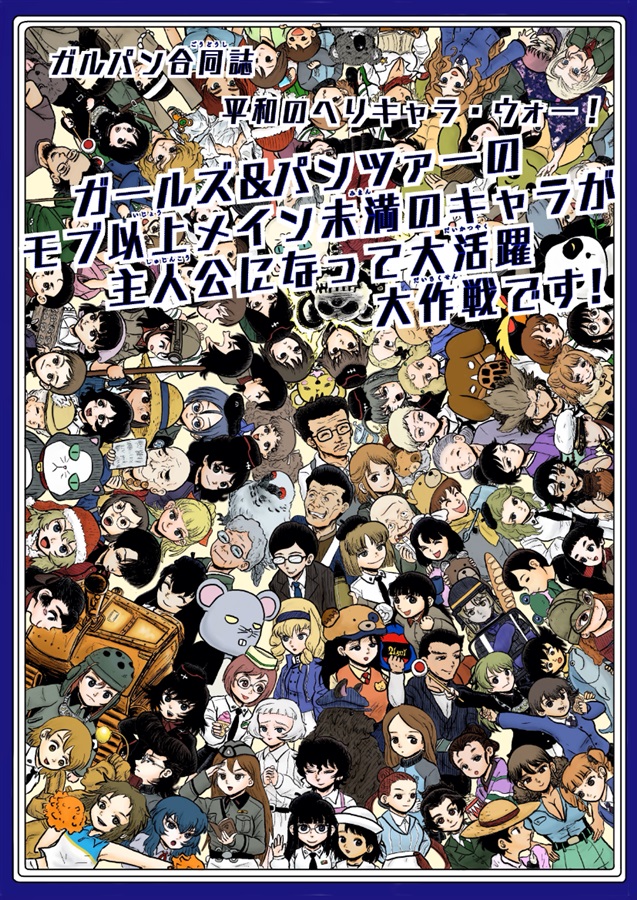 ガルパン合同誌
平和のヘリキャラ・ウォー!
ガールズ&パンツァーの
モブ以上メイン未満のキャラが
主人公になって大活躍
大作戦です!